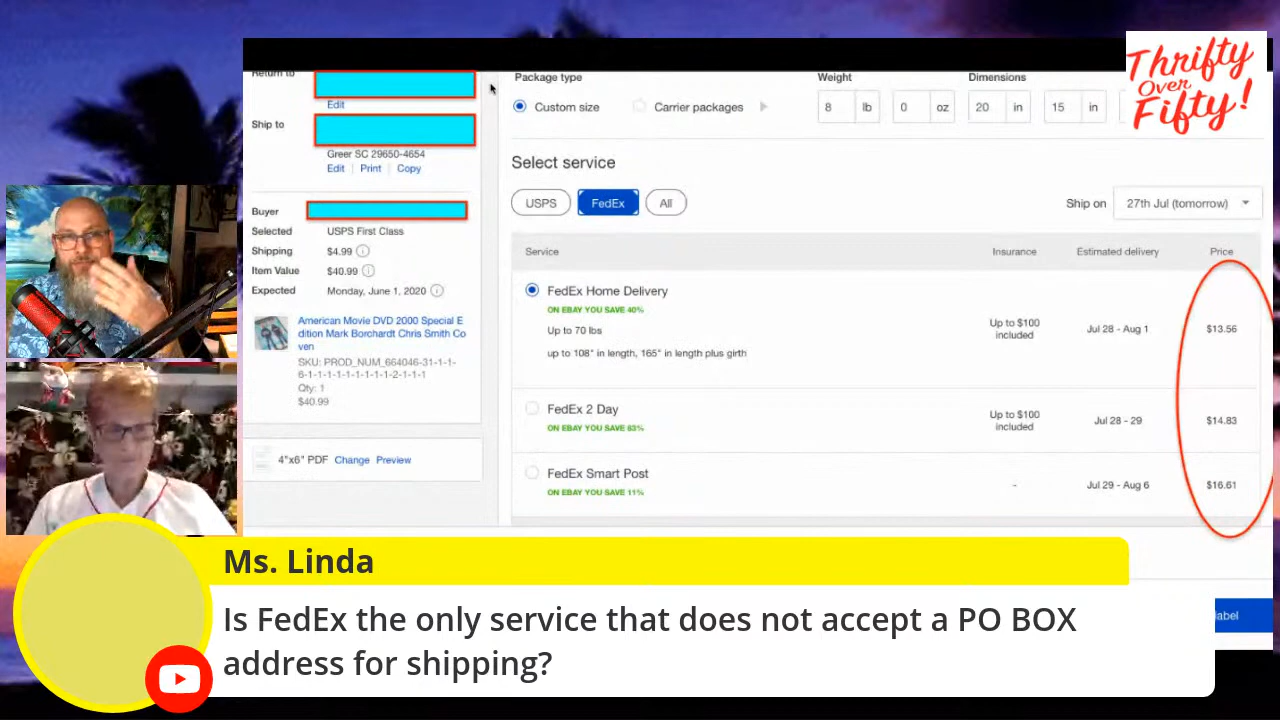 Thrifty
Over
Fifty!
Return to
Edit
Ship to
Greer SC 29650-4654
Edit | Print | Copy
Buyer
Selected USPS First Class
Shipping $4.99
Item Value $40.99
Expected Monday, June 1, 2020
American Movie DVD 2000 Special E
dition Mark Borchardt Chris Smith Co
ven
SKU: PROD_NUM_664046-31-1-1-
6-1-1-1-1-1-1-1-1-2-1-1-1
Qty: 1
$40.99
4"x6" PDF Change Preview
Package type Weight Dimensions
Custom size Carrier packages 8 lb 0 oz 20 in 15 in
Select service
USPS FedEx All Ship on 27th Jul (tomorrow)
Service Insurance Estimated delivery Price
FedEx Home Delivery
ON EBAY YOU SAVE 40%
Up to 70 lbs
up to 108" in length, 165" in length plus girth
Up to $100
included
Jul 28 - Aug 1 $13.56
FedEx 2 Day
ON EBAY YOU SAVE 63%
Up to $100
included
Jul 28 - 29 $14.83
FedEx Smart Post
ON EBAY YOU SAVE 11%
- Jul 29 - Aug 6 $16.61
label
Ms. Linda
Is FedEx the only service that does not accept a PO BOX
address for shipping?